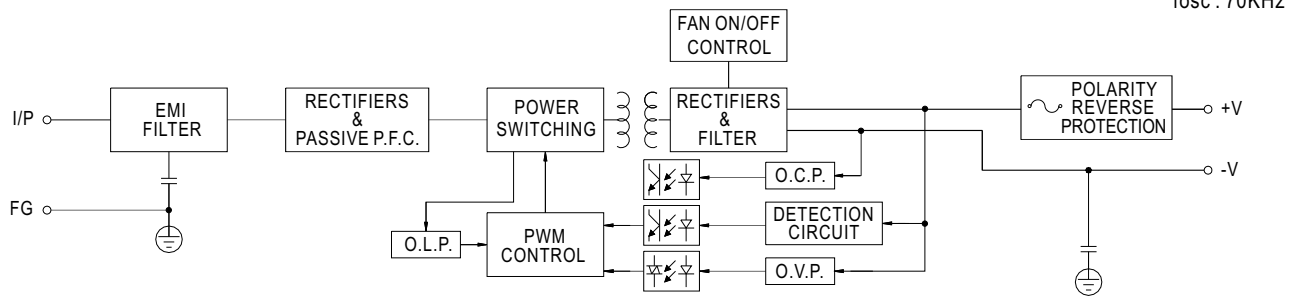 fosc : 70KHz
FAN ON/OFF
CONTROL
I/P
EMI
FILTER
RECTIFIERS
&
PASSIVE P.F.C.
POWER
SWITCHING
RECTIFIERS
&
FILTER
POLARITY
REVERSE
PROTECTION
+V
-V
O.C.P.
FG
O.L.P.
PWM
CONTROL
DETECTION
CIRCUIT
O.V.P.